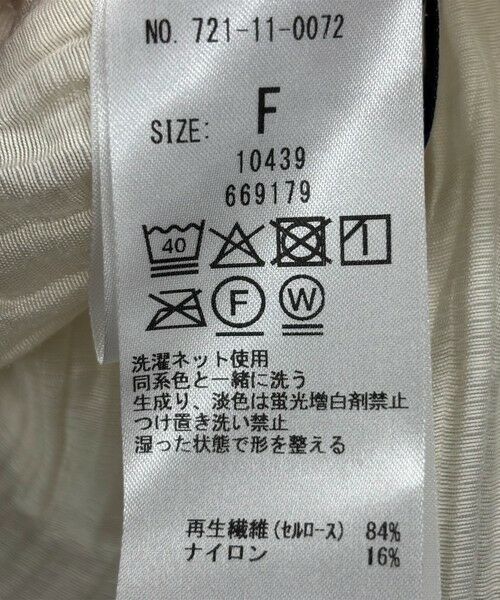 NO. 721-11-0072
SIZE: F
10439
669179
40
F W
洗濯ネット使用
同系色と一緒に洗う
生成り、淡色は蛍光増白剤禁止
つけ置き洗い禁止
湿った状態で形を整える
再生繊維(ｾﾙﾛｰｽ) 84%
ナイロン 16%